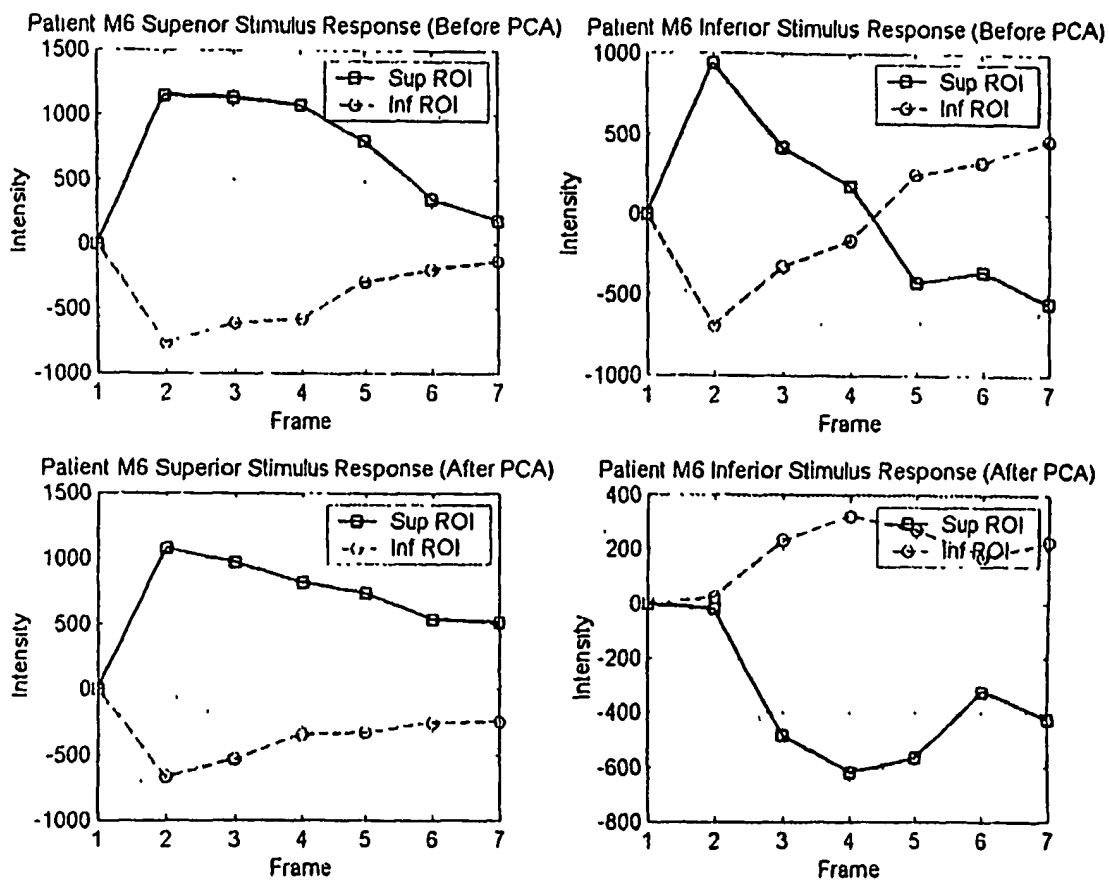 Patient M6 Superior Stimulus Response (Before PCA)
1500
1000
500
0
-500
-1000
Intensity
Sup ROI
Inf ROI
1 2 3 4 5 6 7
Frame
Patient M6 Inferior Stimulus Response (Before PCA)
1000
500
0
-500
-1000
Intensity
Sup ROI
Inf ROI
1 2 3 4 5 6 7
Frame
Patient M6 Superior Stimulus Response (After PCA)
1500
1000
500
0
-500
-1000
Intensity
Sup ROI
Inf ROI
1 2 3 4 5 6 7
Frame
Patient M6 Inferior Stimulus Response (After PCA)
400
200
0
-200
-400
-600
-800
Intensity
Sup ROI
Inf ROI
1 2 3 4 5 6 7
Frame